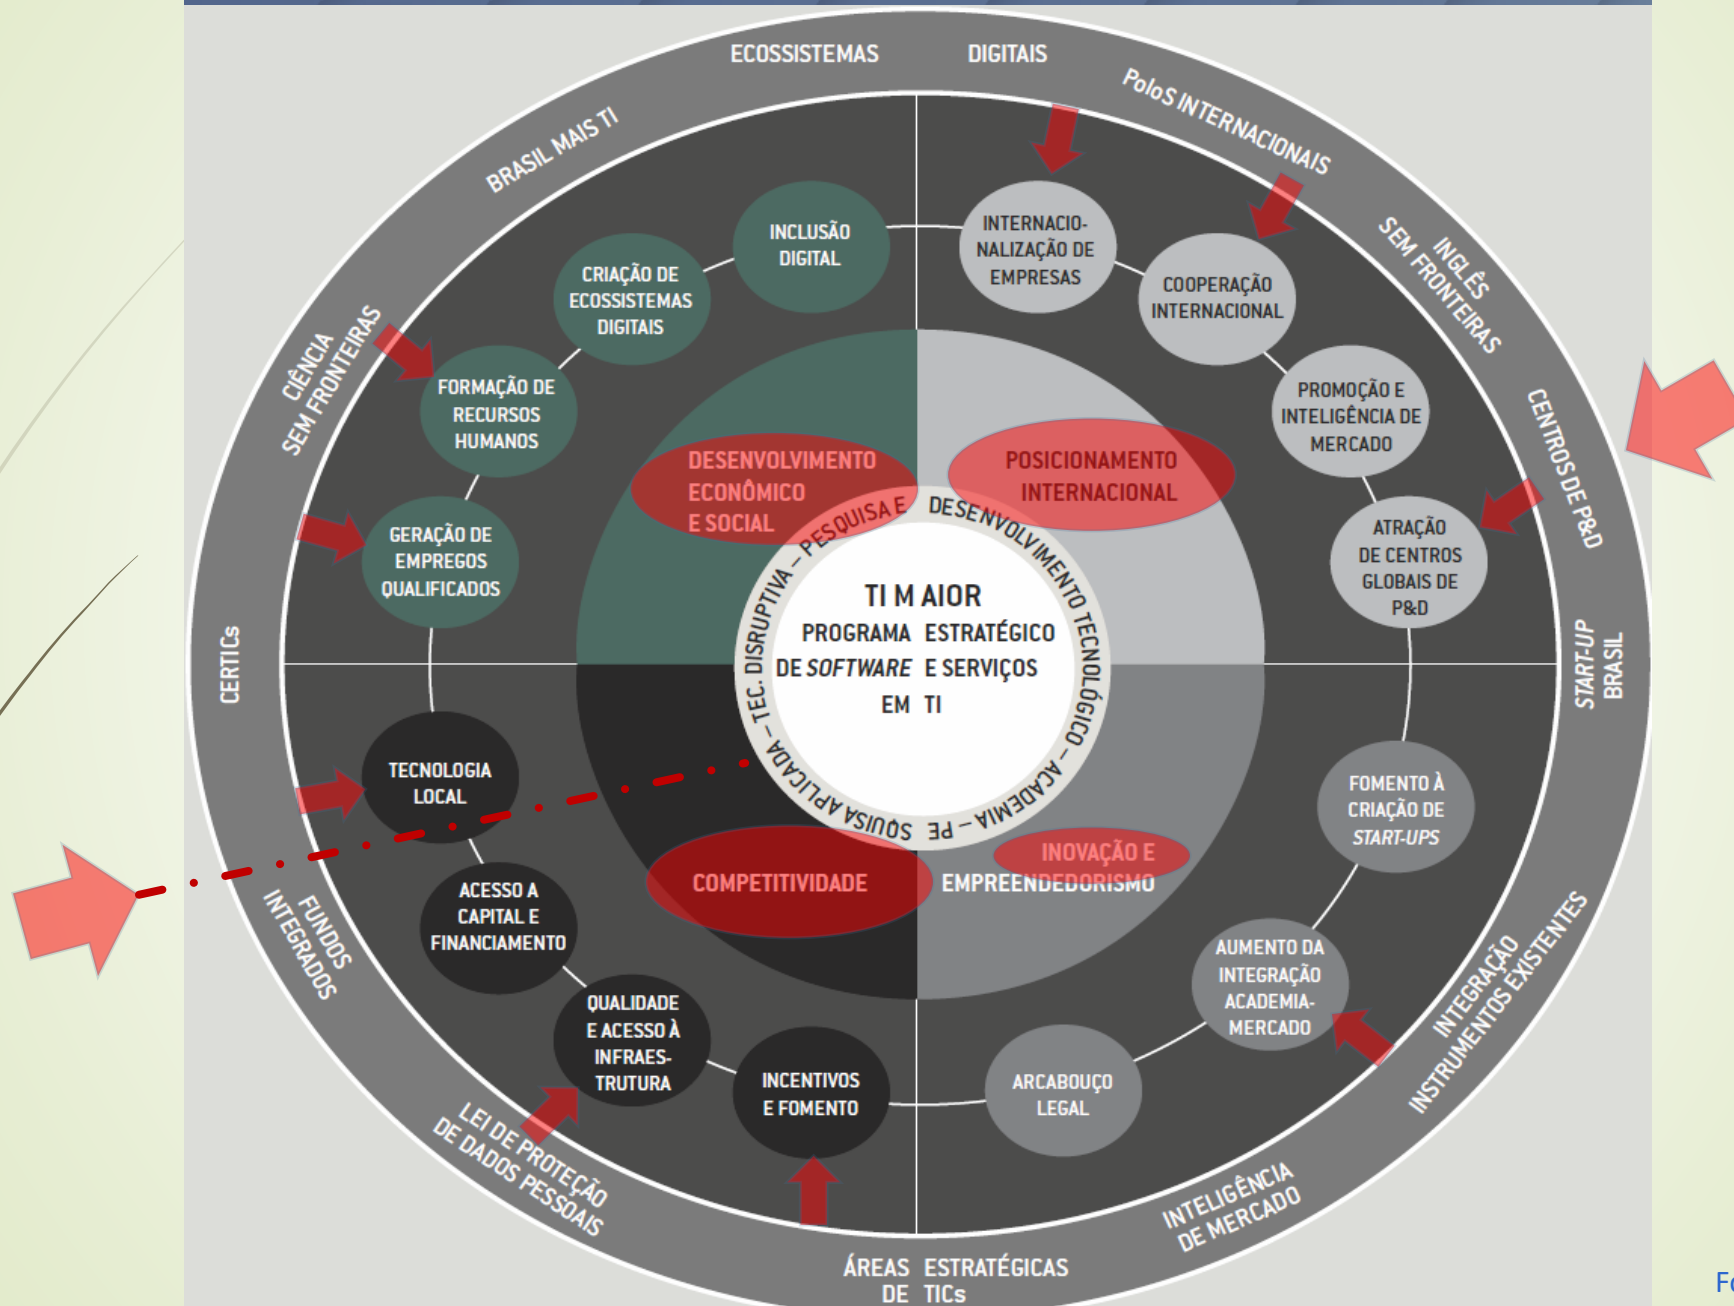 ECOSSISTEMAS DIGITAIS
PoloS INTERNACIONAIS
INGLÊS
SEM FRONTEIRAS
CENTROS DE P&D
START-UP
BRASIL
INTEGRAÇÃO
INSTRUMENTOS EXISTENTES
INTELIGÊNCIA
DE MERCADO
ÁREAS ESTRATÉGICAS
DE TICs
LEI DE PROTEÇÃO
DE DADOS PESSOAIS
FUNDOS
INTEGRADOS
CERTICs
CIÊNCIA
SEM FRONTEIRAS
BRASIL MAIS TI
INCLUSÃO
DIGITAL
CRIAÇÃO DE
ECOSSISTEMAS
DIGITAIS
FORMAÇÃO DE
RECURSOS
HUMANOS
GERAÇÃO DE
EMPREGOS
QUALIFICADOS
INTERNACIO-
NALIZAÇÃO DE
EMPRESAS
COOPERAÇÃO
INTERNACIONAL
PROMOÇÃO E
INTELIGÊNCIA DE
MERCADO
ATRAÇÃO
DE CENTROS
GLOBAIS DE
P&D
DESENVOLVIMENTO
ECONÔMICO
E SOCIAL
POSICIONAMENTO
INTERNACIONAL
PESQUISA E DESENVOLVIMENTO TECNOLÓGICO – ACADEMIA – PE SQUISA APLICADA – TEC. DISRUPTIVA –
TI M AIOR
PROGRAMA ESTRATÉGICO
DE SOFTWARE E SERVIÇOS
EM TI
COMPETITIVIDADE
INOVAÇÃO E
EMPREENDEDORISMO
TECNOLOGIA
LOCAL
ACESSO A
CAPITAL E
FINANCIAMENTO
QUALIDADE
E ACESSO À
INFRAES-
TRUTURA
INCENTIVOS
E FOMENTO
FOMENTO À
CRIAÇÃO DE
START-UPS
AUMENTO DA
INTEGRAÇÃO
ACADEMIA-
MERCADO
ARCABOUÇO
LEGAL